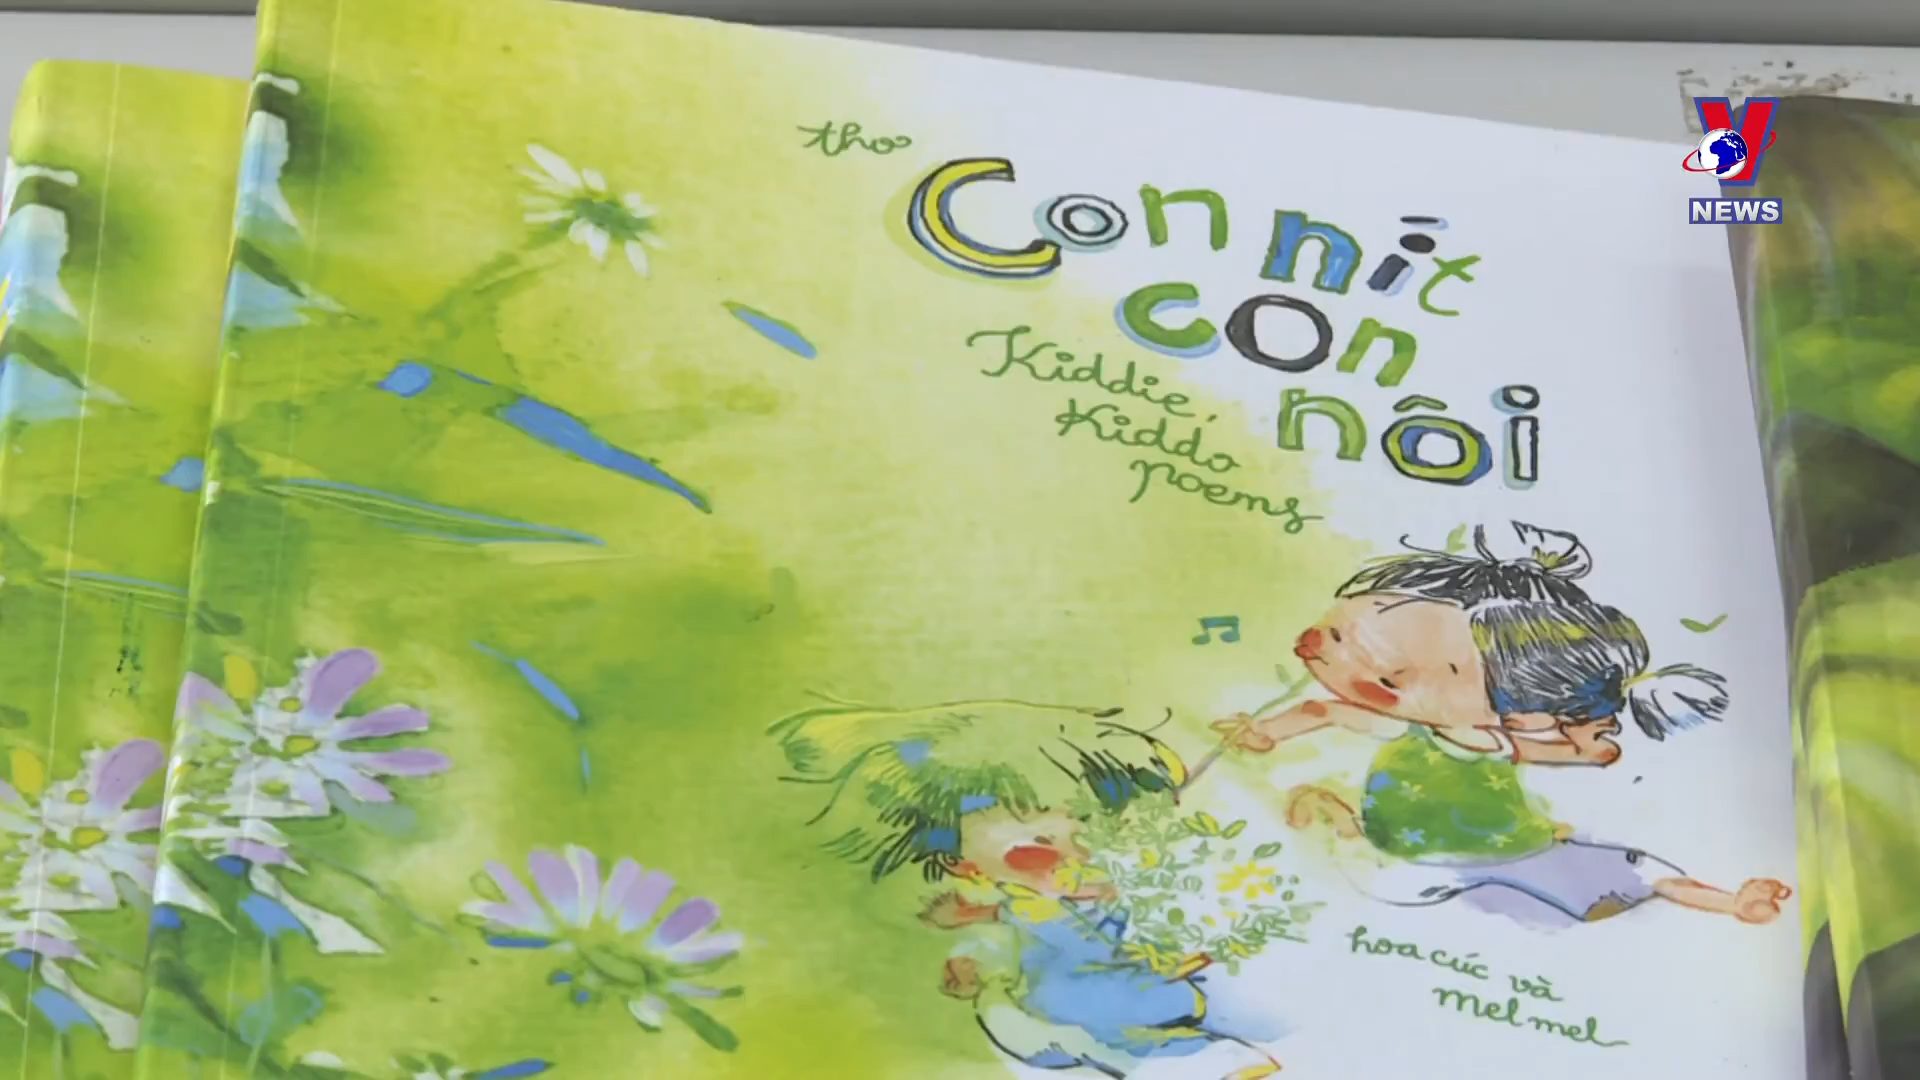 thơ
Con nít
con
nôi
Kiddie,
Kiddo
poems
hoa cúc và
mel mel
V
NEWS